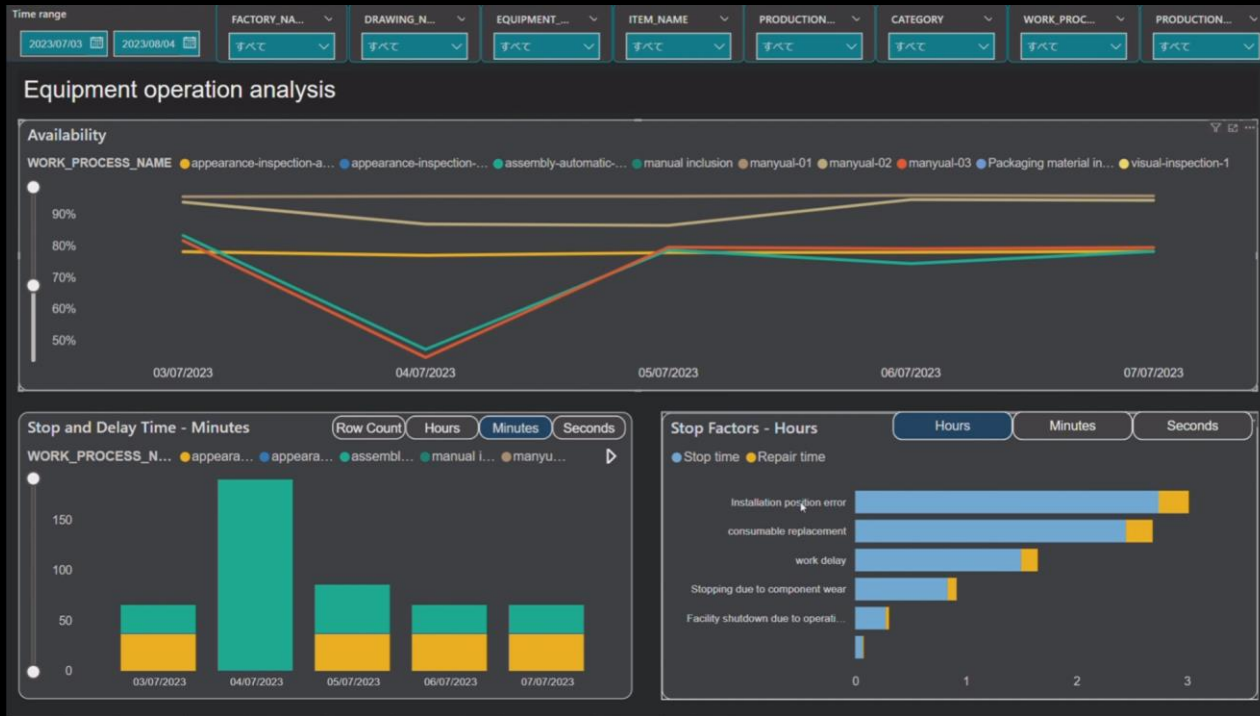 Time range
2023/07/03 2023/08/04
FACTORY_NA... DRAWING_N... EQUIPMENT_... ITEM_NAME PRODUCTION... CATEGORY WORK_PROC... PRODUCTION...
すべて すべて すべて すべて すべて すべて すべて すべて
Equipment operation analysis
Availability
WORK_PROCESS_NAME appearance-inspection-a... appearance-inspection-... assembly-automatic-... manual inclusion manyual-01 manyual-02 manyual-03 Packaging material in... visual-inspection-1
90%
80%
70%
60%
50%
03/07/2023 04/07/2023 05/07/2023 06/07/2023 07/07/2023
Stop and Delay Time - Minutes
Row Count Hours Minutes Seconds
WORK_PROCESS_N... appeara... appeara... assembl... manual i... manyu...
150
100
50
0
03/07/2023 04/07/2023 05/07/2023 06/07/2023 07/07/2023
Stop Factors - Hours
Hours Minutes Seconds
Stop time Repair time
Installation position error
consumable replacement
work delay
Stopping due to component wear
Facility shutdown due to operati...
0 1 2 3